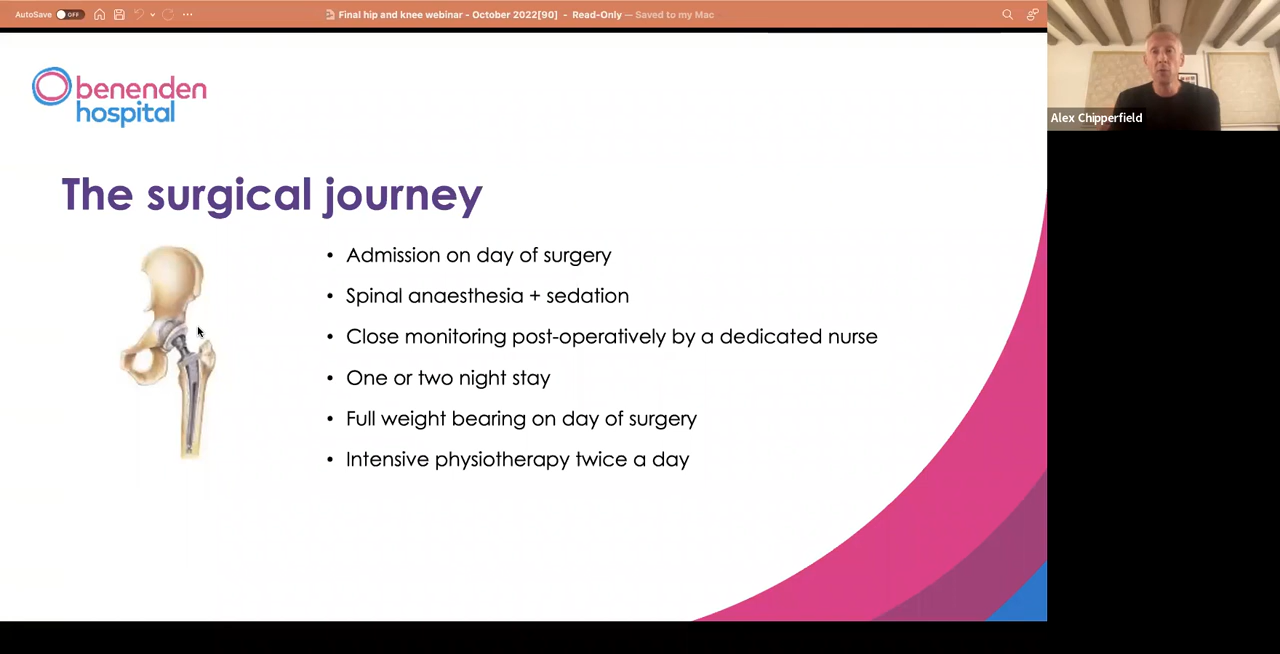 AutoSave OFF
Final hip and knee webinar - October 2022[90] - Read-Only — Saved to my Mac
Alex Chipperfield
benenden
hospital
The surgical journey
• Admission on day of surgery
• Spinal anaesthesia + sedation
• Close monitoring post-operatively by a dedicated nurse
• One or two night stay
• Full weight bearing on day of surgery
• Intensive physiotherapy twice a day